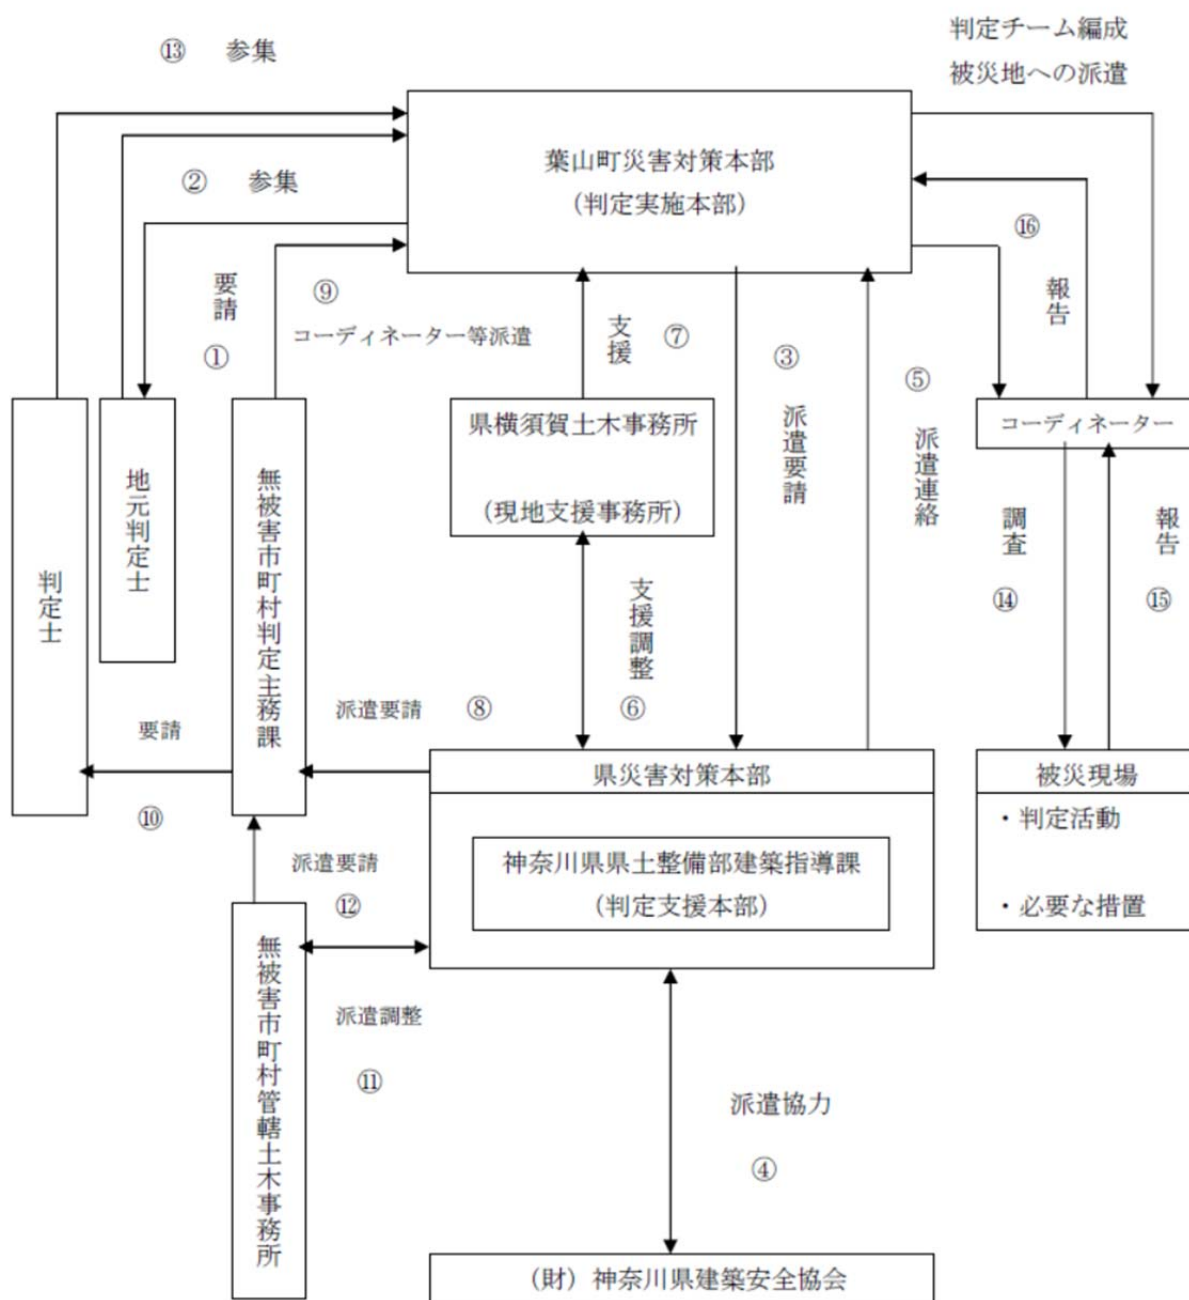 ⑬ 参集
判定チーム編成
被災地への派遣
葉山町災害対策本部
（判定実施本部）
② 参集
⑯
報告
要請
①
⑨
コーディネーター等派遣
支援
⑦
③
派遣要請
⑤
派遣連絡
判定士
地元判定士
無被害市町村判定主務課
県横須賀土木事務所
（現地支援事務所）
コーディネーター
調査
⑭
報告
⑮
支援調整
⑥
派遣要請 ⑧
要請
⑩
県災害対策本部
神奈川県県土整備部建築指導課
（判定支援本部）
被災現場
・判定活動
・必要な措置
派遣要請
⑫
無被害市町村管轄土木事務所
派遣調整
⑪
派遣協力
④
（財）神奈川県建築安全協会